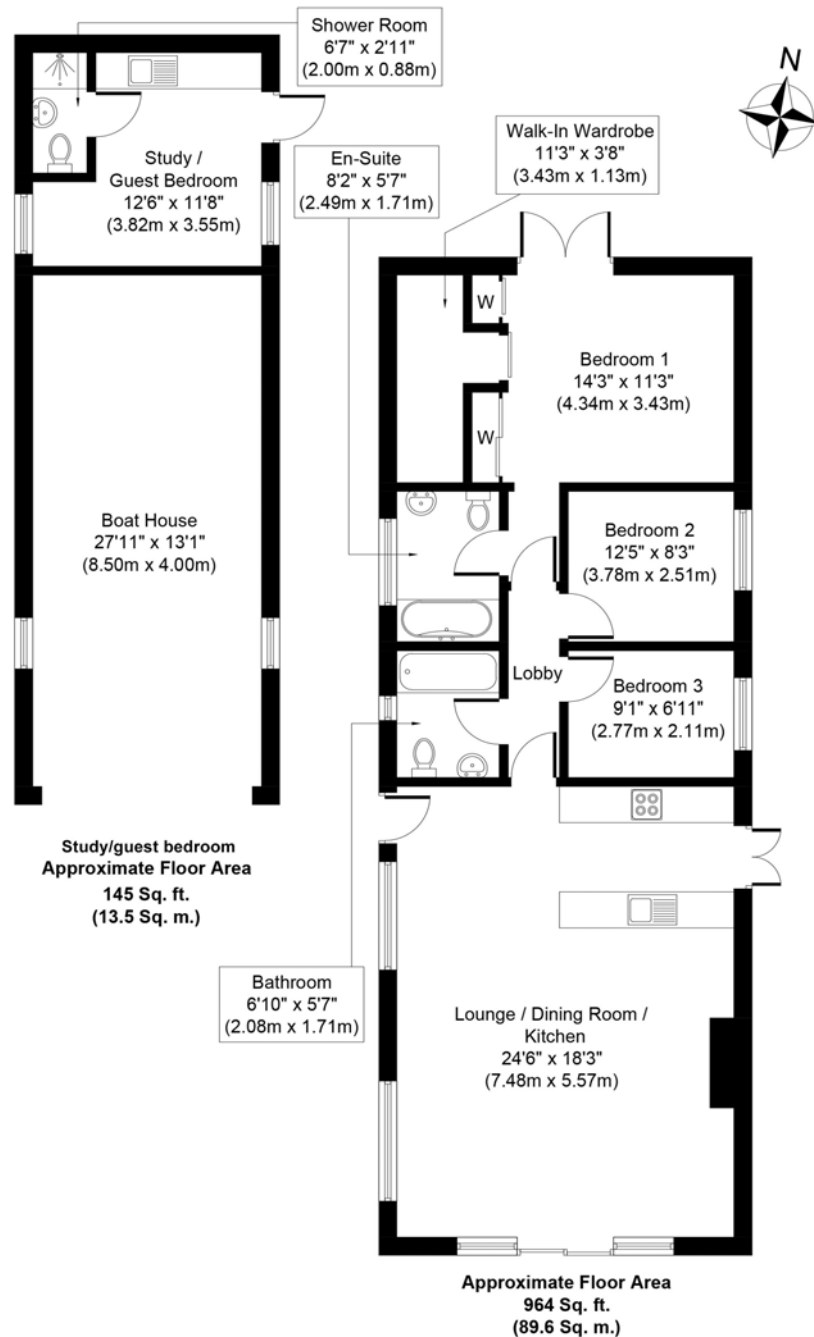 Shower Room
6'7" x 2'11"
(2.00m x 0.88m)
N
Walk-In Wardrobe
11'3" x 3'8"
(3.43m x 1.13m)
En-Suite
8'2" x 5'7"
(2.49m x 1.71m)
Study /
Guest Bedroom
12'6" x 11'8"
(3.82m x 3.55m)
W
Bedroom 1
14'3" x 11'3"
(4.34m x 3.43m)
W
Boat House
27'11" x 13'1"
(8.50m x 4.00m)
Bedroom 2
12'5" x 8'3"
(3.78m x 2.51m)
Lobby
Bedroom 3
9'1" x 6'11"
(2.77m x 2.11m)
Study/guest bedroom
Approximate Floor Area
145 Sq. ft.
(13.5 Sq. m.)
Bathroom
6'10" x 5'7"
(2.08m x 1.71m)
Lounge / Dining Room /
Kitchen
24'6" x 18'3"
(7.48m x 5.57m)
Approximate Floor Area
964 Sq. ft.
(89.6 Sq. m.)